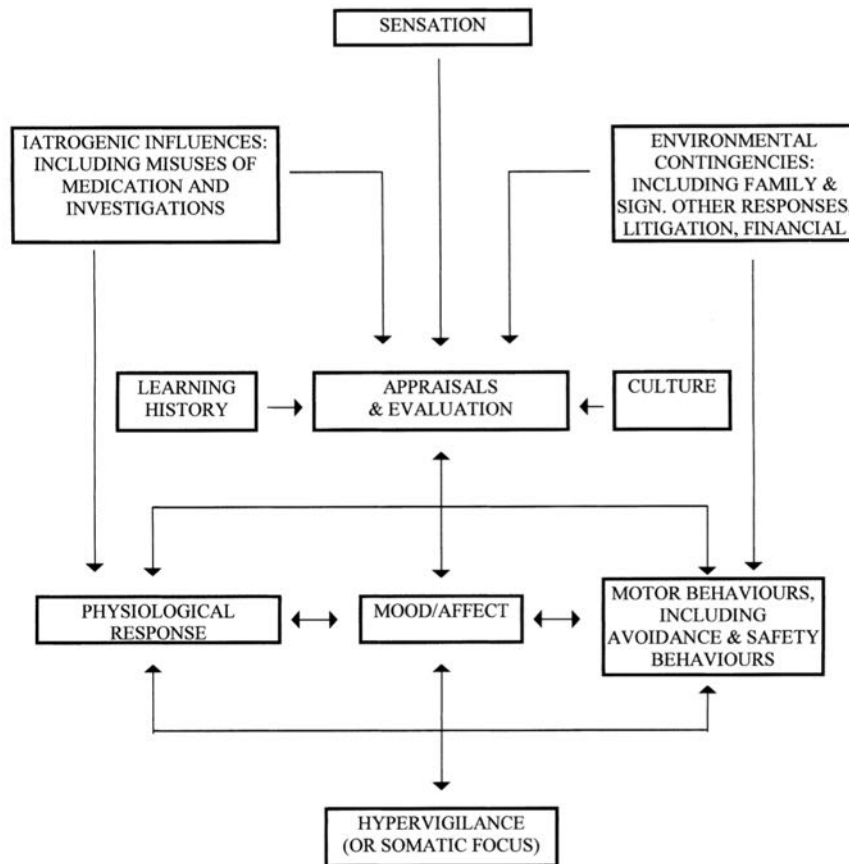 SENSATION
IATROGENIC INFLUENCES:
INCLUDING MISUSES OF
MEDICATION AND
INVESTIGATIONS
ENVIRONMENTAL
CONTINGENCIES:
INCLUDING FAMILY &
SIGN. OTHER RESPONSES,
LITIGATION, FINANCIAL
LEARNING
HISTORY
APPRAISALS
& EVALUATION
CULTURE
PHYSIOLOGICAL
RESPONSE
MOOD/AFFECT
MOTOR BEHAVIOURS,
INCLUDING
AVOIDANCE & SAFETY
BEHAVIOURS
HYPERVIGILANCE
(OR SOMATIC FOCUS)